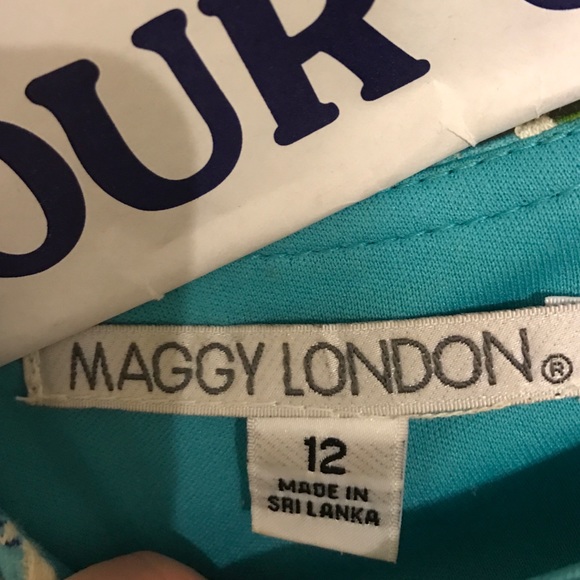 OUR
MAGGY LONDON®
12
MADE IN
SRI LANKA